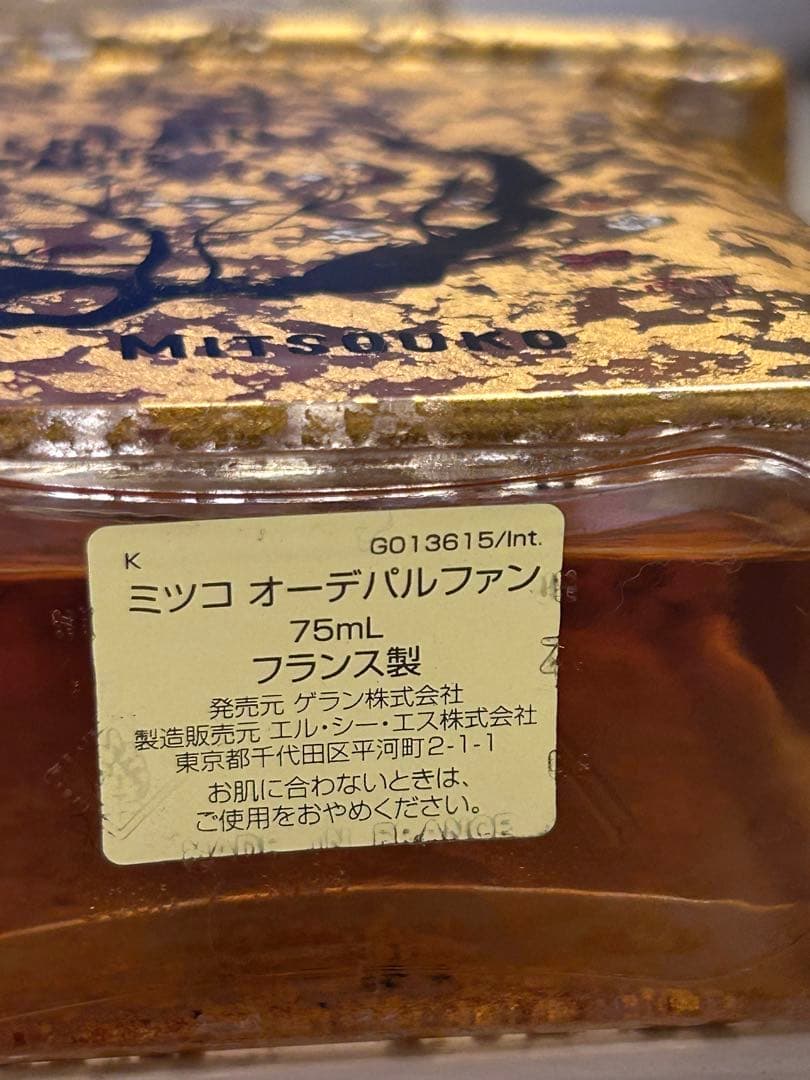 MITSOUKO
K
G013615/Int.
ミツコ オーデパルファン
75mL
フランス製
発売元 ゲラン株式会社
製造販売元 エル・シー・エス株式会社
東京都千代田区平河町2-1-1
お肌に合わないときは、
ご使用をおやめください。
MADE IN FRANCE